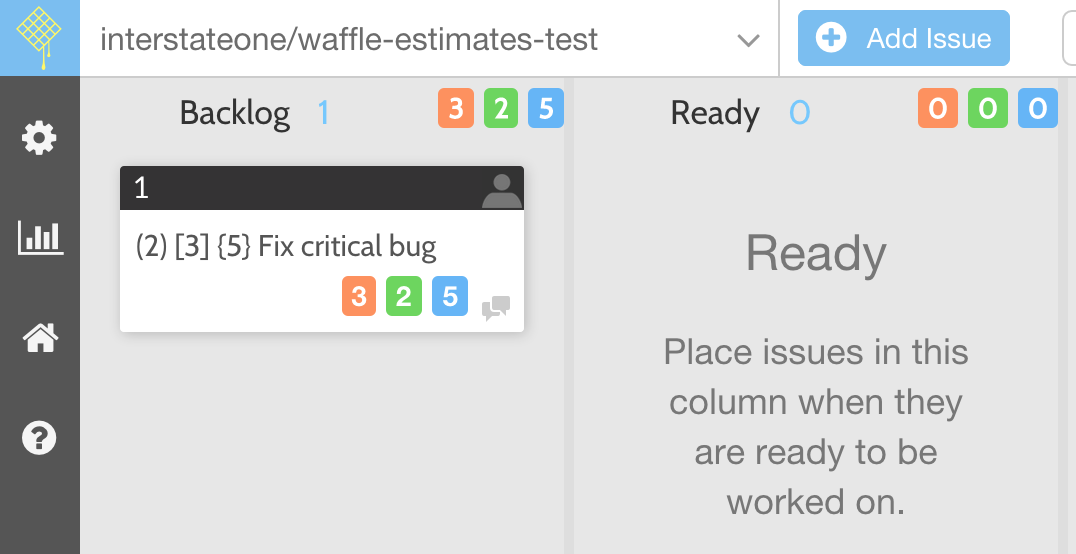 interstateone/waffle-estimates-test
Add Issue
Backlog 1 3 2 5
1
(2) [3] {5} Fix critical bug
3 2 5
Ready 0 0 0 0
Ready
Place issues in this
column when they
are ready to be
worked on.